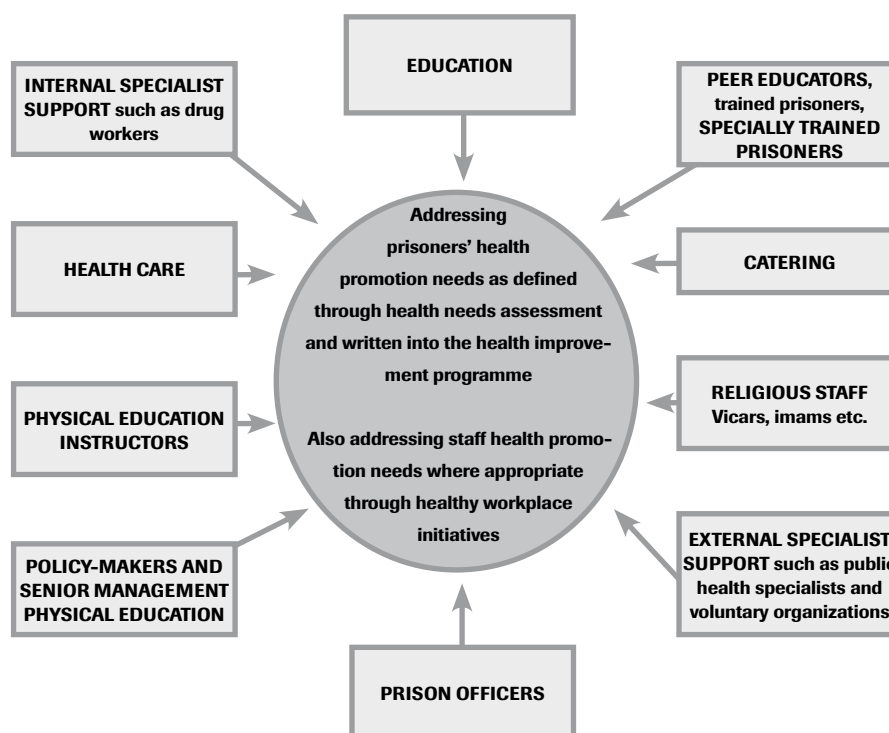 EDUCATION
INTERNAL SPECIALIST
SUPPORT such as drug
workers
PEER EDUCATORS,
trained prisoners,
SPECIALLY TRAINED
PRISONERS
HEALTH CARE
CATERING
Addressing
prisoners' health
promotion needs as defined
through health needs assessment
and written into the health improve-
ment programme
Also addressing staff health promo-
tion needs where appropriate
through healthy workplace
initiatives
PHYSICAL EDUCATION
INSTRUCTORS
RELIGIOUS STAFF
Vicars, imams etc.
POLICY-MAKERS AND
SENIOR MANAGEMENT
PHYSICAL EDUCATION
EXTERNAL SPECIALIST
SUPPORT such as public
health specialists and
voluntary organizations
PRISON OFFICERS